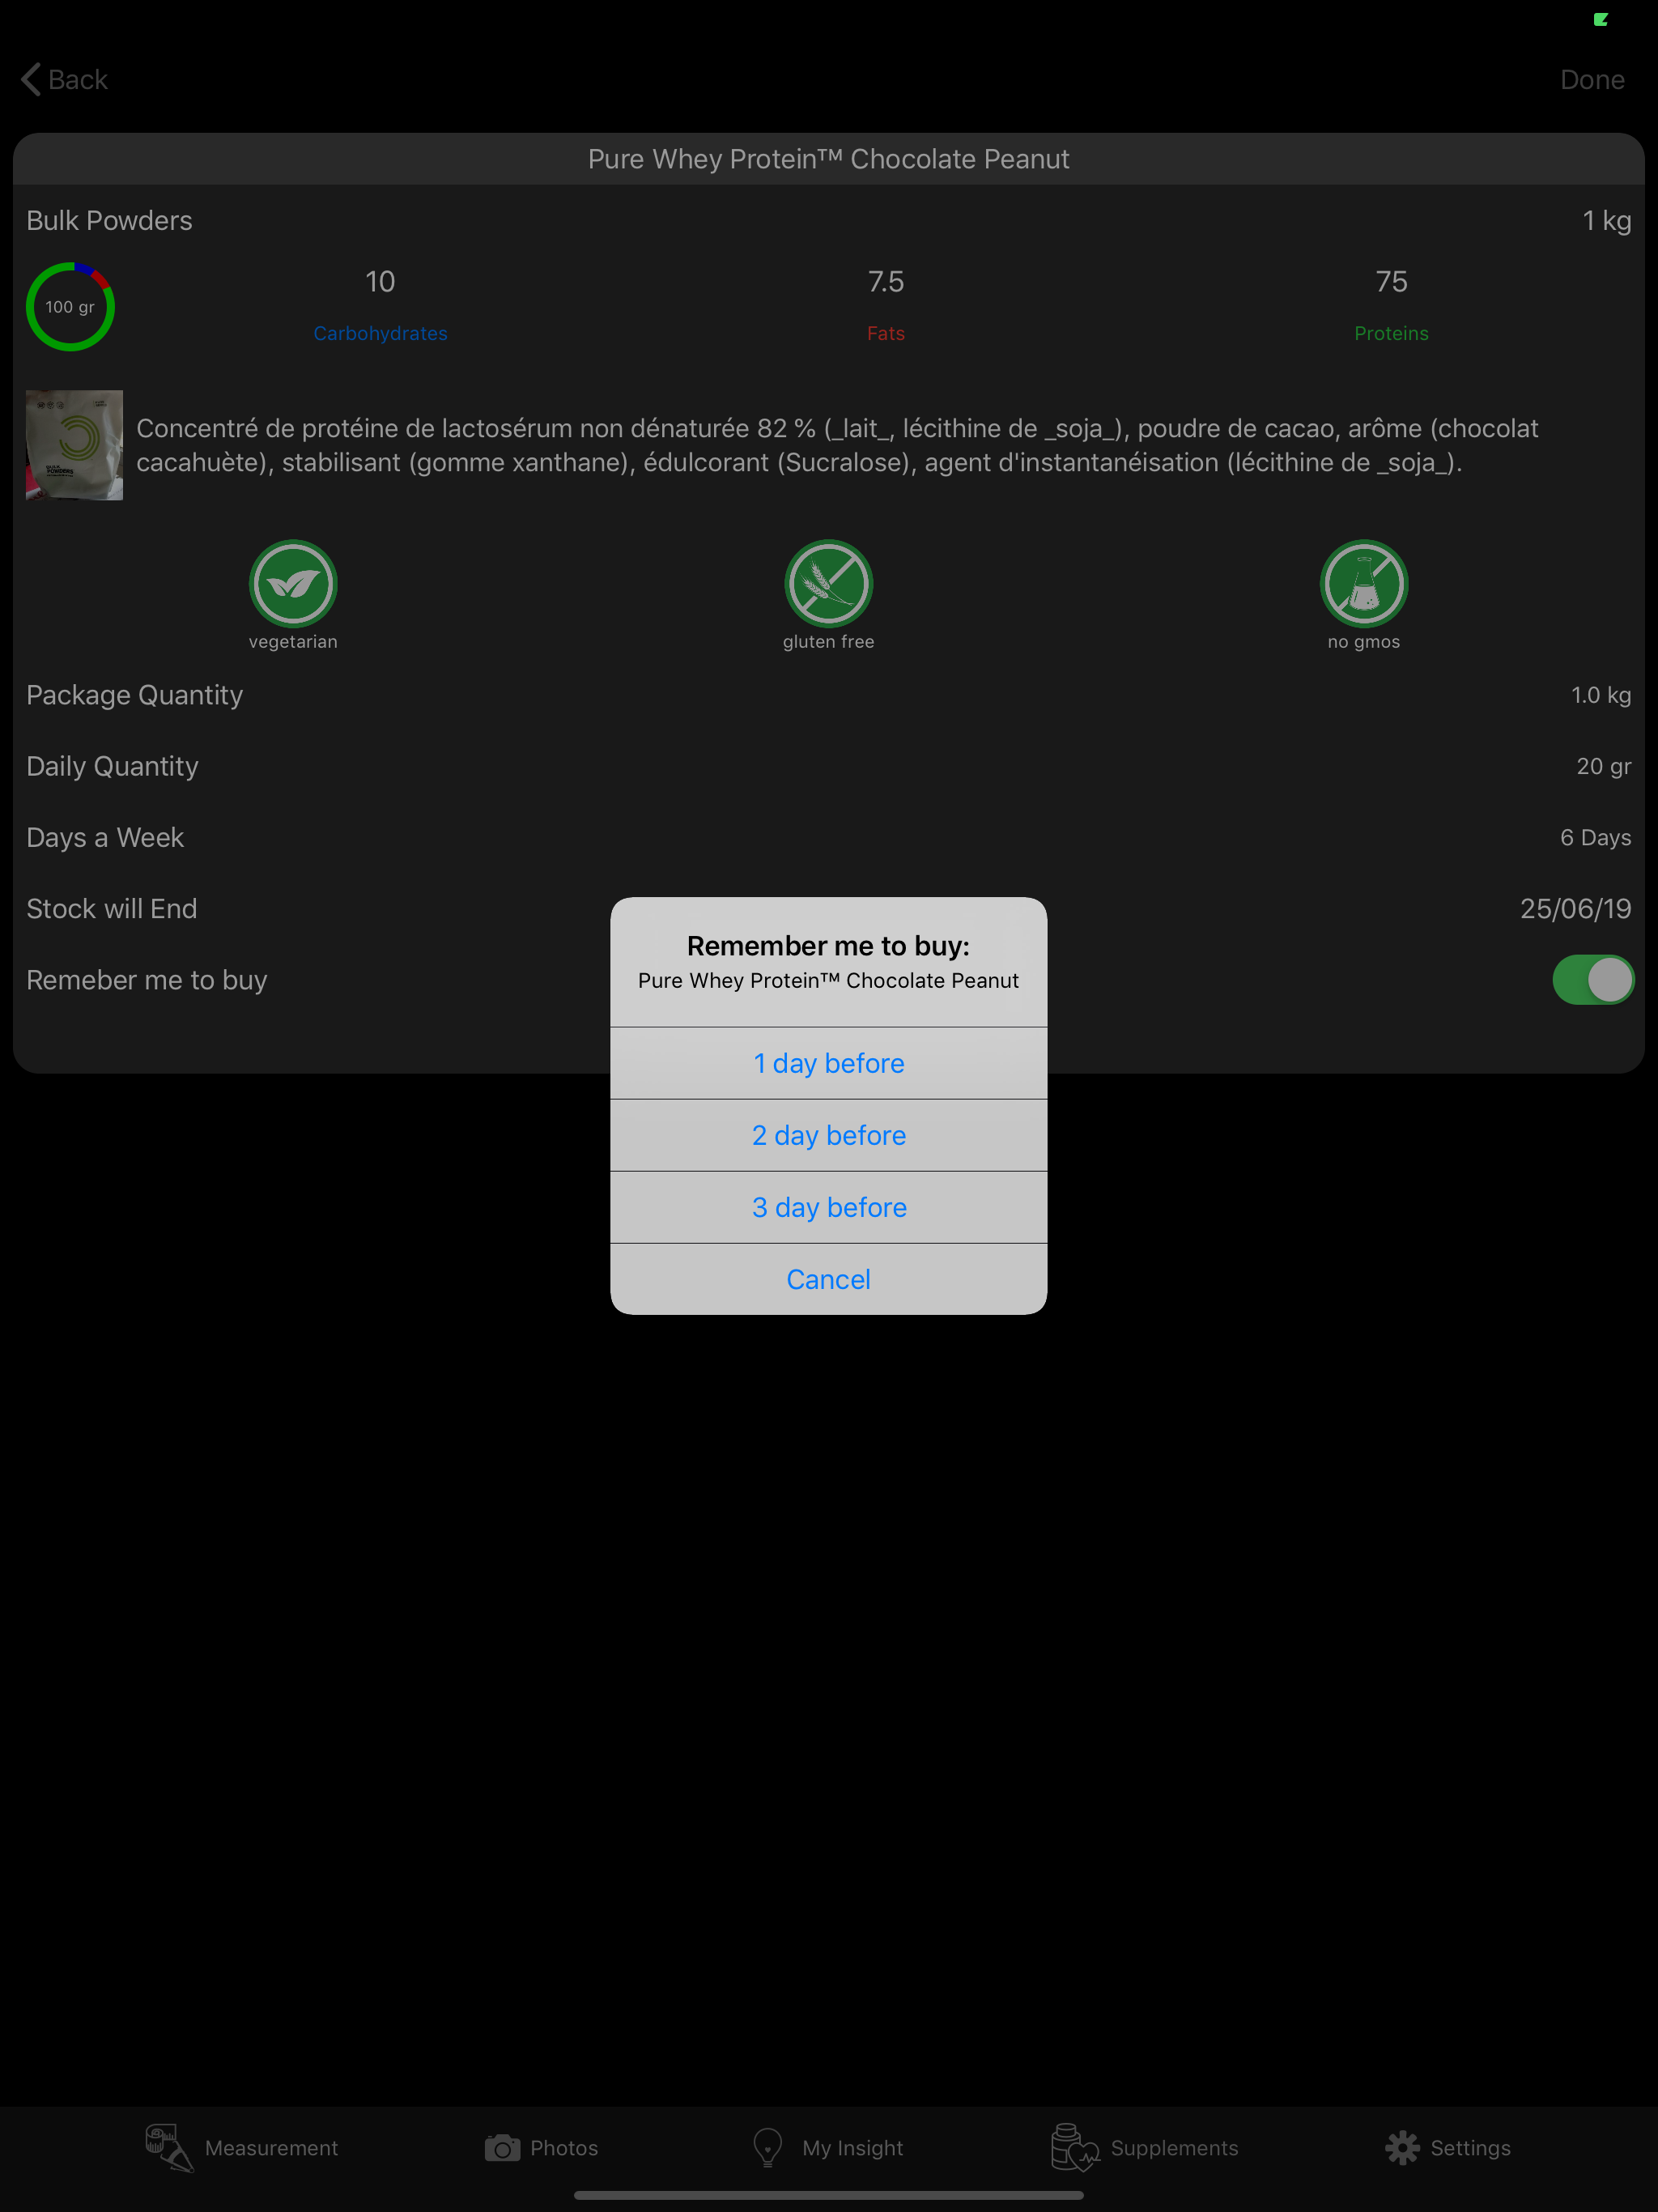 Back
Done
Pure Whey Protein™ Chocolate Peanut
Bulk Powders
1 kg
100 gr
10
7.5
75
Carbohydrates
Fats
Proteins
Concentré de protéine de lactosérum non dénaturée 82 % (_lait_, lécithine de _soja_), poudre de cacao, arôme (chocolat
cacahuète), stabilisant (gomme xanthane), édulcorant (Sucralose), agent d'instantanéisation (lécithine de _soja_).
POWDERS
vegetarian
gluten free
no gmos
Package Quantity
1.0 kg
Daily Quantity
20 gr
Days a Week
6 Days
Stock will End
25/06/19
Remeber me to buy
Remember me to buy:
Pure Whey Protein™ Chocolate Peanut
1 day before
2 day before
3 day before
Cancel
Measurement
Photos
My Insight
Supplements
Settings